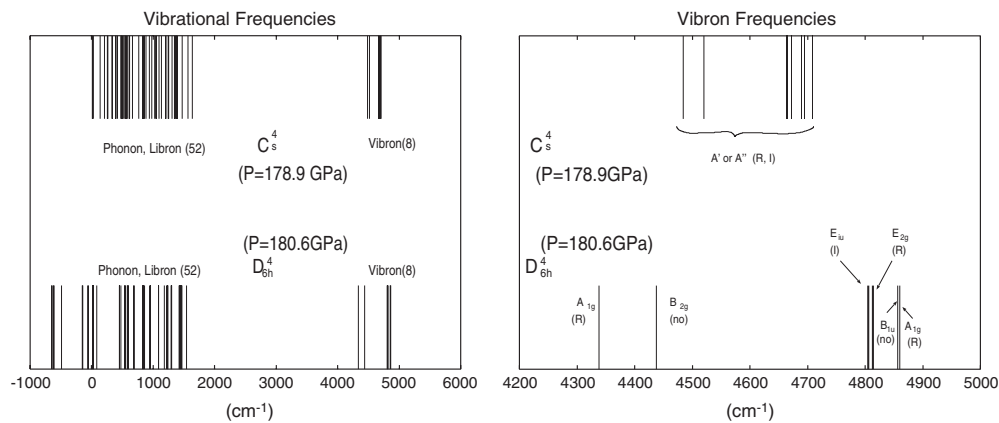 Vibrational Frequencies
Phonon, Libron (52)
C s 4
Vibron(8)
(P=178.9 GPa)
(P=180.6GPa)
D 6h 4
Phonon, Libron (52)
Vibron(8)
-1000 0 1000 2000 3000 4000 5000 6000
(cm-1)
Vibron Frequencies
C s 4
A' or A'' (R, I)
(P=178.9GPa)
(P=180.6GPa)
D 6h 4
E iu
(I)
E 2g
(R)
A 1g
(R)
B 2g
(no)
B 1u
(no)
A 1g
(R)
4200 4300 4400 4500 4600 4700 4800 4900 5000
(cm-1)